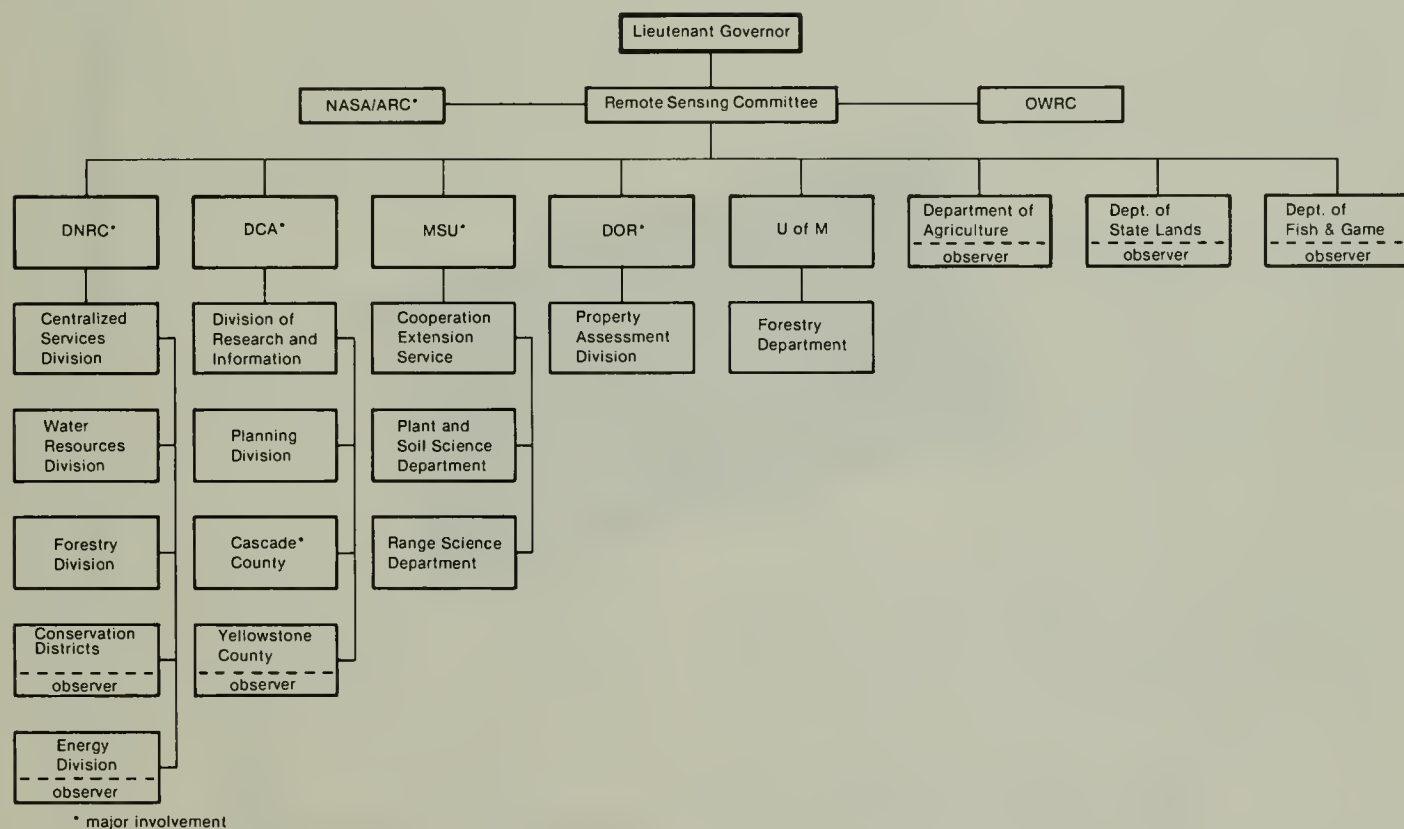 Lieutenant Governor
NASA/ARC*
Remote Sensing Committee
OWRC
DNRC*
DCA*
MSU*
DOR*
U of M
Department of
Agriculture
observer
Dept. of
State Lands
observer
Dept. of
Fish & Game
observer
Centralized
Services
Division
Division of
Research and
Information
Cooperation
Extension
Service
Property
Assessment
Division
Forestry
Department
Water
Resources
Division
Planning
Division
Plant and
Soil Science
Department
Forestry
Division
Cascade*
County
Range Science
Department
Conservation
Districts
observer
Yellowstone
County
observer
Energy
Division
observer
* major involvement